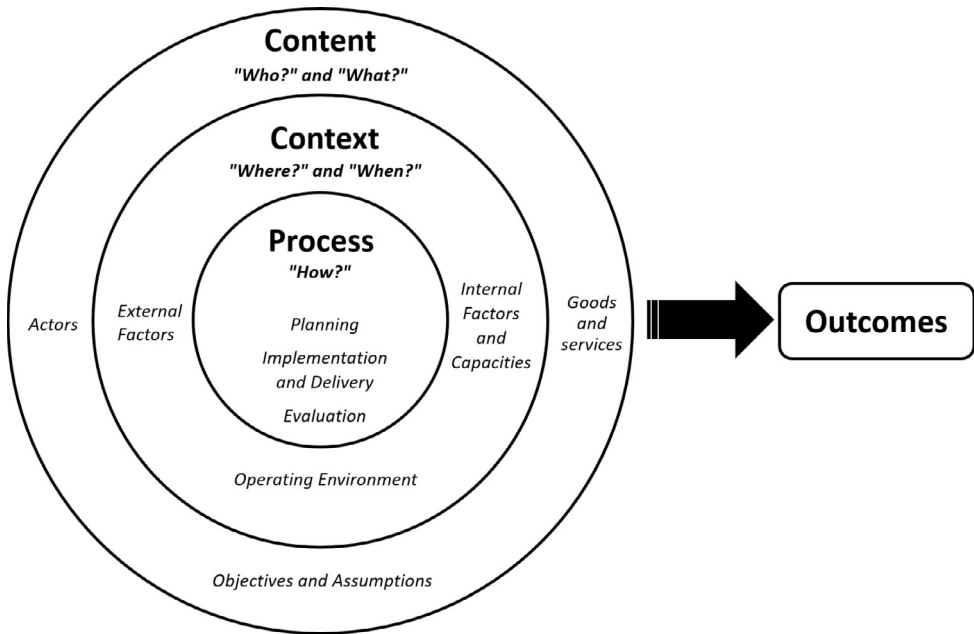 Content
"Who?" and "What?"
Context
"Where?" and "When?"
Process
"How?"
Actors
External
Factors
Planning
Implementation
and Delivery
Evaluation
Internal
Factors
and
Capacities
Goods
and
services
Operating Environment
Objectives and Assumptions
Outcomes